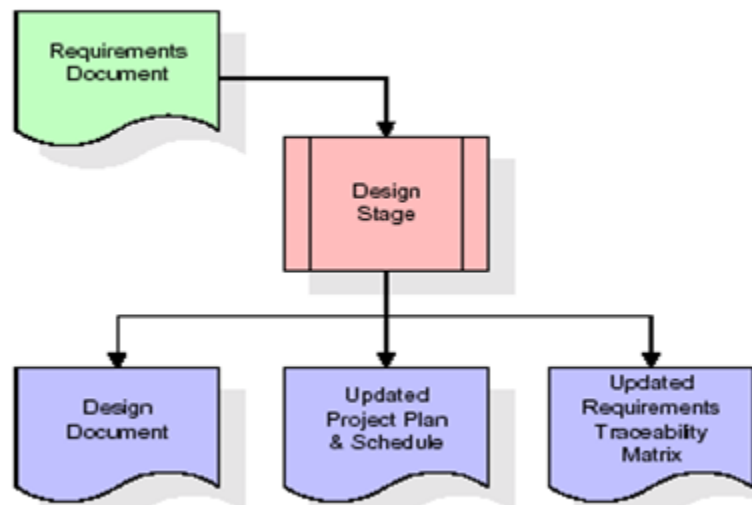 Requirements
Document
Design
Stage
Design
Document
Updated
Project Plan
& Schedule
Updated
Requirements
Traceability
Matrix